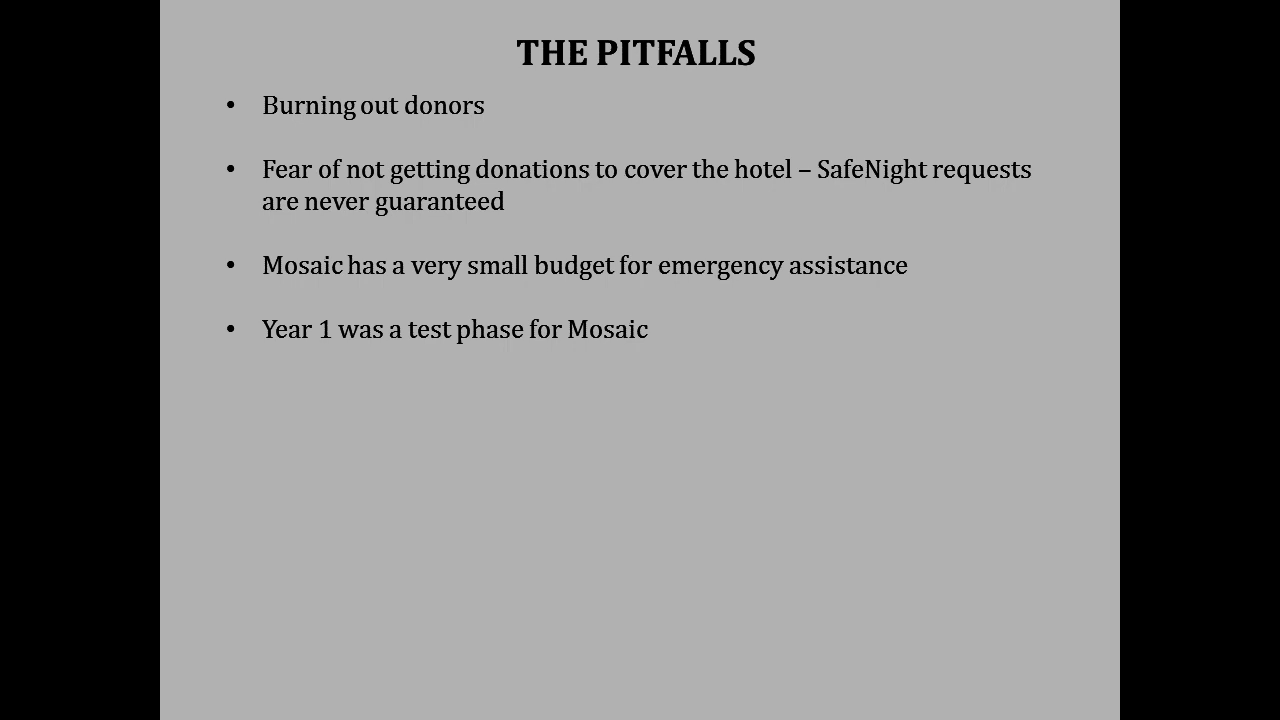 THE PITFALLS
• Burning out donors
• Fear of not getting donations to cover the hotel – SafeNight requests
are never guaranteed
• Mosaic has a very small budget for emergency assistance
• Year 1 was a test phase for Mosaic